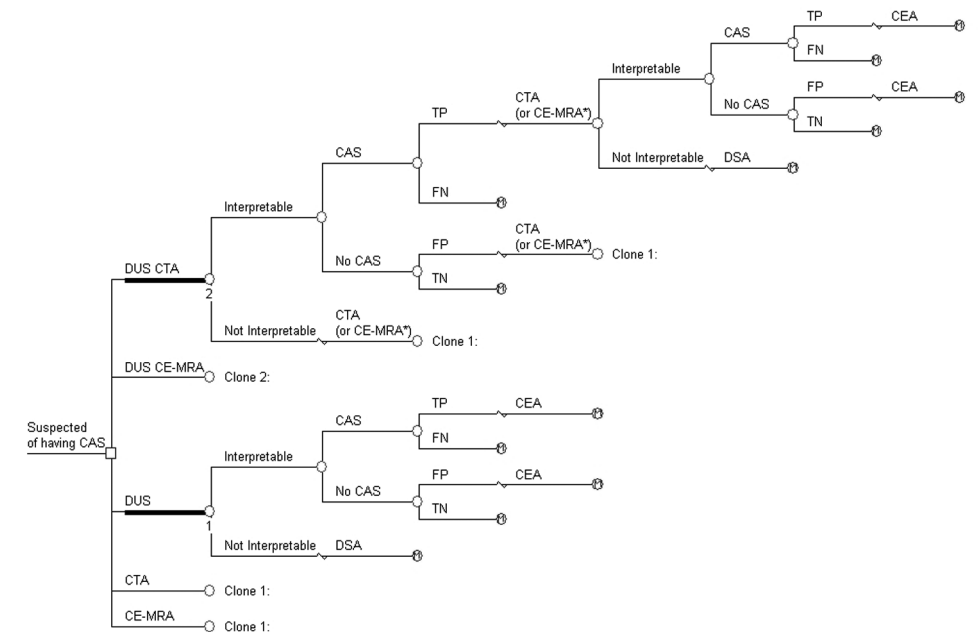 TP CEA
M
CAS
FN
M
Interpretable
FP CEA
M
No CAS
TN
M
TP
CTA
(or CE-MRA*)
Not Interpretable DSA
M
CAS
FN
M
Interpretable
FP
CTA
(or CE-MRA*)
Clone 1:
No CAS
TN
M
DUS CTA
2
Not Interpretable
CTA
(or CE-MRA*)
Clone 1:
DUS CE-MRA
Clone 2:
Suspected
of having CAS
TP CEA
M
CAS
FN
M
Interpretable
FP CEA
M
No CAS
TN
M
DUS
1
Not Interpretable DSA
M
CTA
Clone 1:
CE-MRA
Clone 1: